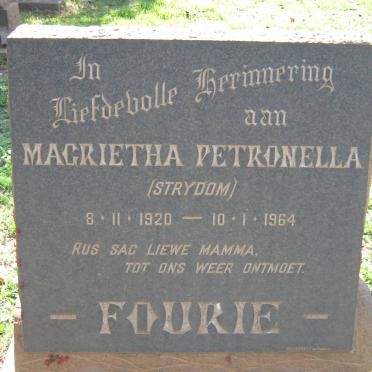 In
Liefdevolle Herinnering
aan
MAGRIETHA PETRONELLA
(STRYDOM)
8·11·1920 — 10·1·1964
RUS SAG LIEWE MAMMA,
TOT ONS WEER ONTMOET.
- FOURIE -